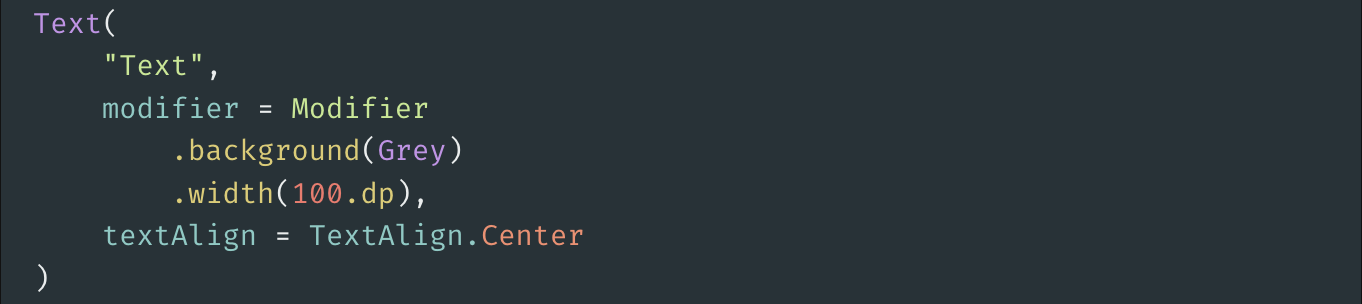 Text(
    "Text",
    modifier = Modifier
        .background(Grey)
        .width(100.dp),
    textAlign = TextAlign.Center
)